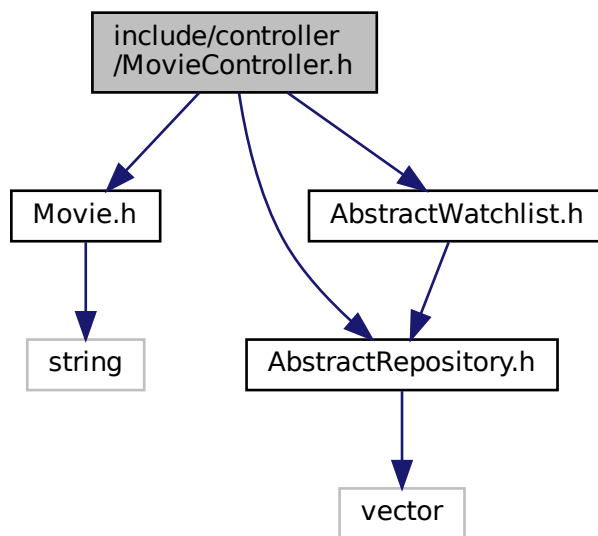 include/controller
/MovieController.h
Movie.h
AbstractWatchlist.h
string
AbstractRepository.h
vector